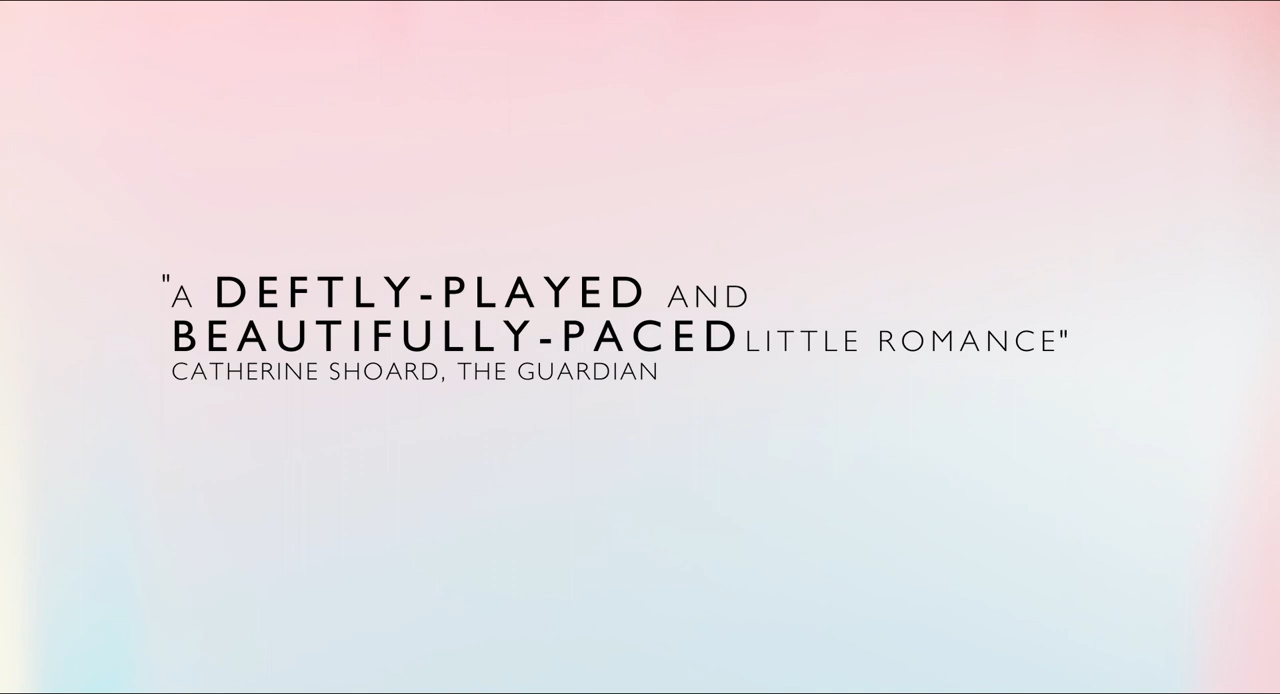 "A DEFTLY-PLAYED AND
BEAUTIFULLY-PACED LITTLE ROMANCE"
CATHERINE SHOARD, THE GUARDIAN